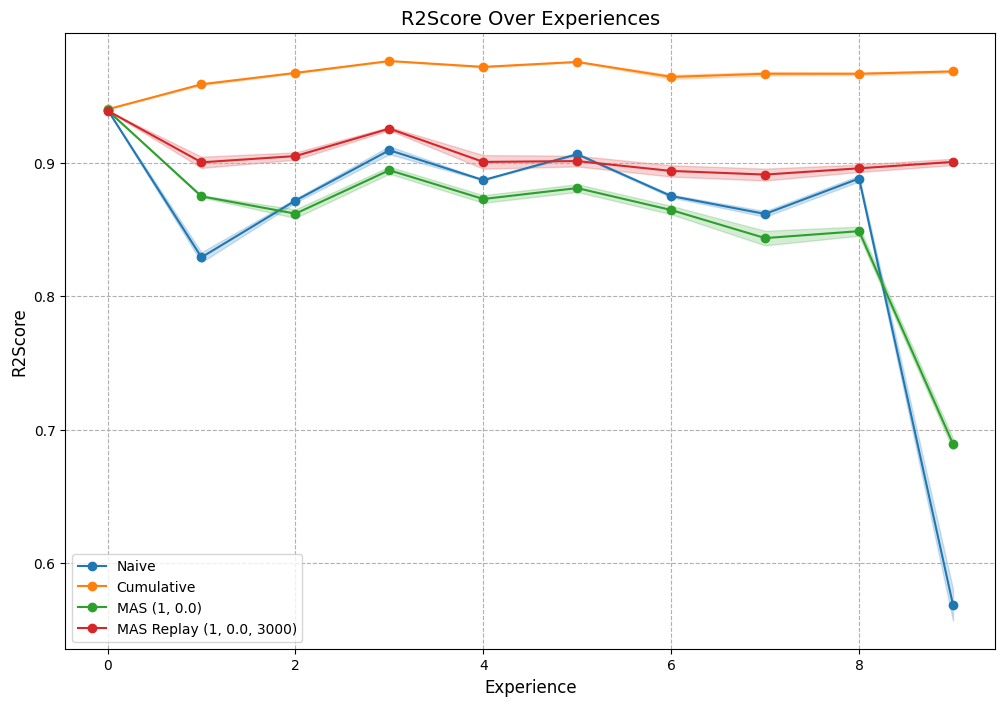 R2Score Over Experiences
R2Score
0.9
0.8
0.7
0.6
Naive
Cumulative
MAS (1, 0.0)
MAS Replay (1, 0.0, 3000)
0 2 4 6 8
Experience